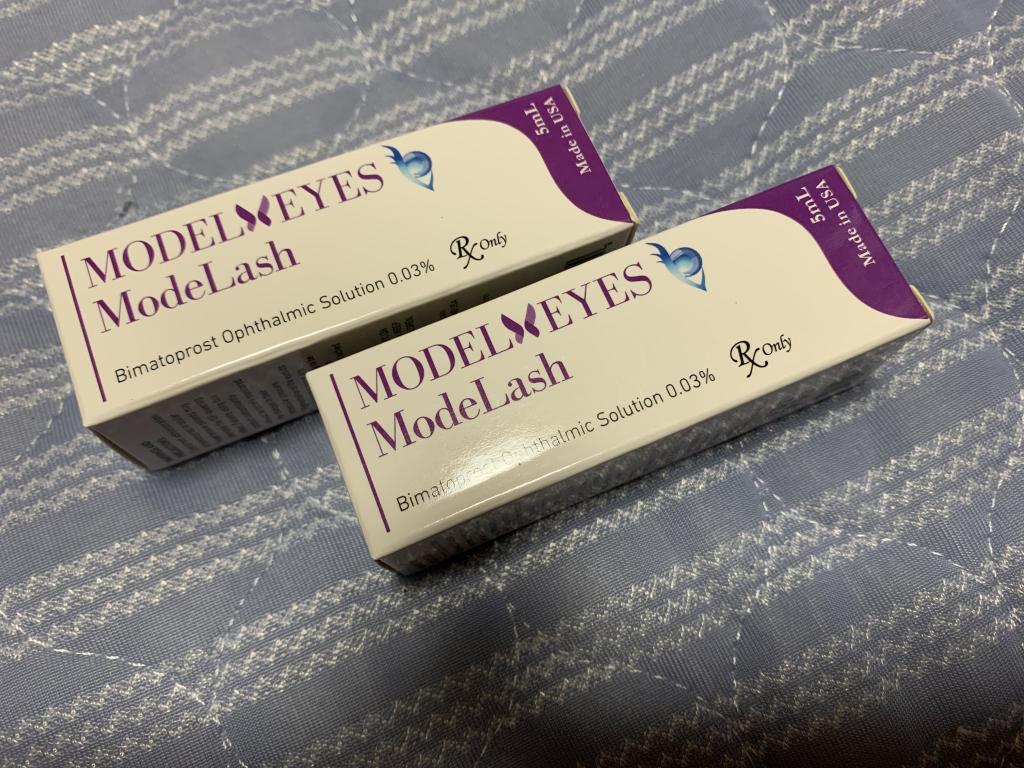 MODEL EYES
ModeLash
Bimatoprost Ophthalmic Solution 0.03%
Rx Only
5mL
Made in USA
MODEL EYES
ModeLash
Bimatoprost Ophthalmic Solution 0.03%
Rx Only
5mL
Made in USA